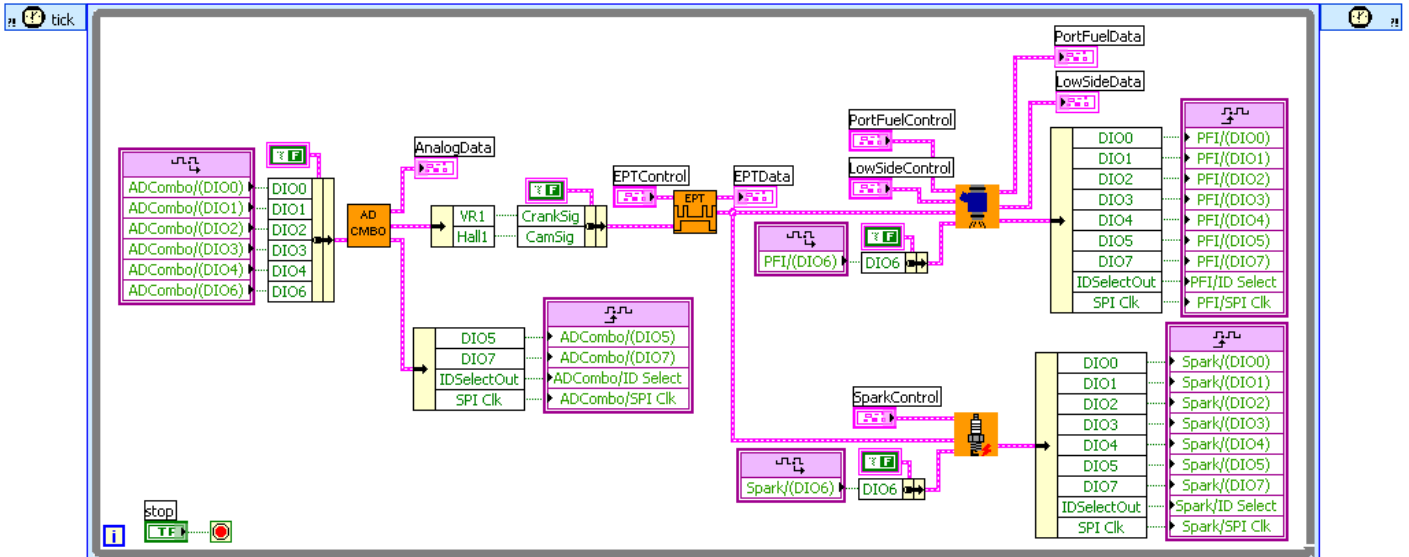 tick
ADCombo/(DIO0)
ADCombo/(DIO1)
ADCombo/(DIO2)
ADCombo/(DIO3)
ADCombo/(DIO4)
ADCombo/(DIO6)
F
DIO0
DIO1
DIO2
DIO3
DIO4
DIO6
AD
CMBO
AnalogData
VR1
Hall1
F
CrankSig
CamSig
DIO5
DIO7
IDSelectOut
SPI Clk
ADCombo/(DIO5)
ADCombo/(DIO7)
ADCombo/ID Select
ADCombo/SPI Clk
EPTControl
EPT
EPTData
PortFuelControl
LowSideControl
PFI/(DIO6)
F
DIO6
PortFuelData
LowSideData
DIO0
DIO1
DIO2
DIO3
DIO4
DIO5
DIO7
IDSelectOut
SPI Clk
PFI/(DIO0)
PFI/(DIO1)
PFI/(DIO2)
PFI/(DIO3)
PFI/(DIO4)
PFI/(DIO5)
PFI/(DIO7)
PFI/ID Select
PFI/SPI Clk
SparkControl
Spark/(DIO6)
F
DIO6
DIO0
DIO1
DIO2
DIO3
DIO4
DIO5
DIO7
IDSelectOut
SPI Clk
Spark/(DIO0)
Spark/(DIO1)
Spark/(DIO2)
Spark/(DIO3)
Spark/(DIO4)
Spark/(DIO5)
Spark/(DIO7)
Spark/ID Select
Spark/SPI Clk
stop
TF
i